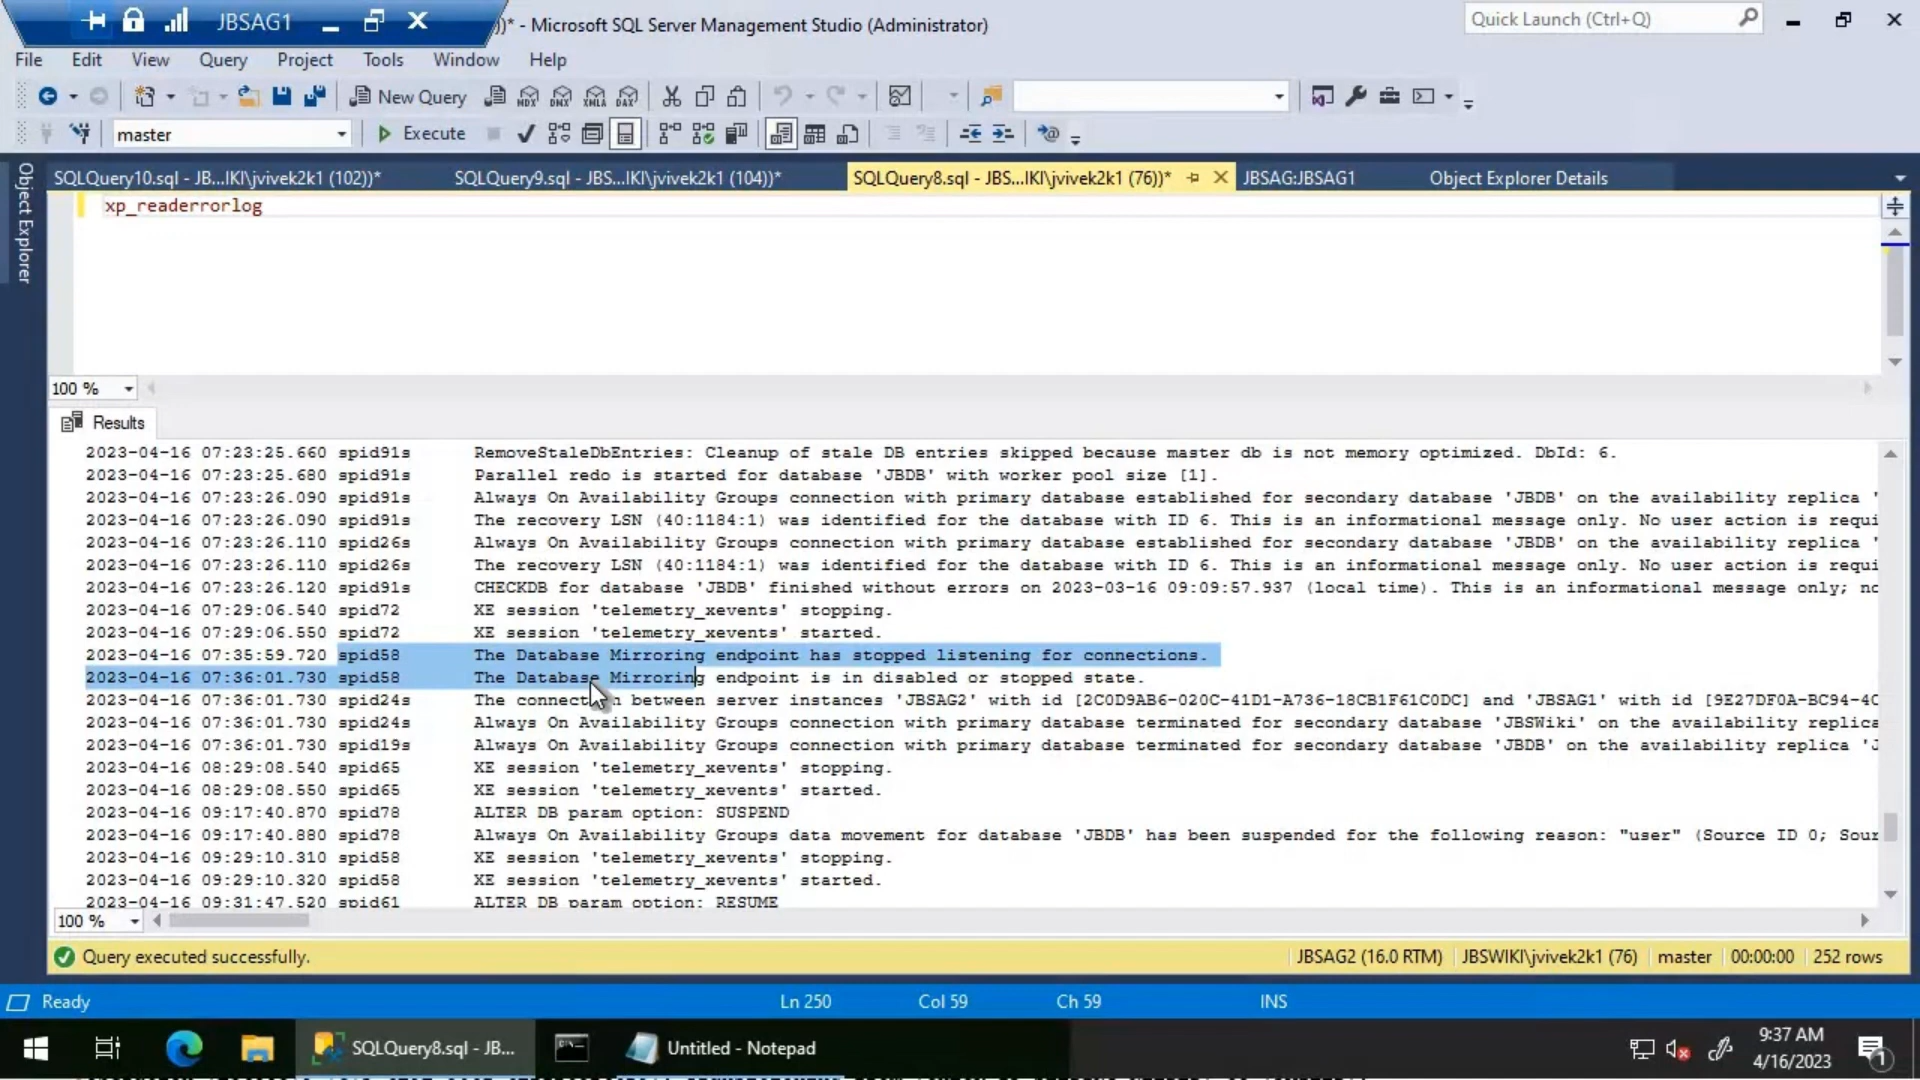 JBSAG1
))* - Microsoft SQL Server Management Studio (Administrator)
Quick Launch (Ctrl+Q)
File Edit View Query Project Tools Window Help
New Query
MDX DMX XMLA DAX
master
Execute
Object Explorer
SQLQuery10.sql - JB...IKI\jvivek2k1 (102))*
SQLQuery9.sql - JBS...IKI\jvivek2k1 (104))*
SQLQuery8.sql - JBS...IKI\jvivek2k1 (76))*
JBSAG:JBSAG1
Object Explorer Details
xp_readerrorlog
100 %
Results
2023-04-16 07:23:25.660 spid91s RemoveStaleDbEntries: Cleanup of stale DB entries skipped because master db is not memory optimized. DbId: 6.
2023-04-16 07:23:25.680 spid91s Parallel redo is started for database 'JBDB' with worker pool size [1].
2023-04-16 07:23:26.090 spid91s Always On Availability Groups connection with primary database established for secondary database 'JBDB' on the availability replica '
2023-04-16 07:23:26.090 spid91s The recovery LSN (40:1184:1) was identified for the database with ID 6. This is an informational message only. No user action is requi
2023-04-16 07:23:26.110 spid26s Always On Availability Groups connection with primary database established for secondary database 'JBDB' on the availability replica '
2023-04-16 07:23:26.110 spid26s The recovery LSN (40:1184:1) was identified for the database with ID 6. This is an informational message only. No user action is requi
2023-04-16 07:23:26.120 spid91s CHECKDB for database 'JBDB' finished without errors on 2023-03-16 09:09:57.937 (local time). This is an informational message only; no
2023-04-16 07:29:06.540 spid72 XE session 'telemetry_xevents' stopping.
2023-04-16 07:29:06.550 spid72 XE session 'telemetry_xevents' started.
2023-04-16 07:35:59.720 spid58 The Database Mirroring endpoint has stopped listening for connections.
2023-04-16 07:36:01.730 spid58 The Database Mirroring endpoint is in disabled or stopped state.
2023-04-16 07:36:01.730 spid24s The connection between server instances 'JBSAG2' with id [2C0D9AB6-020C-41D1-A736-18CB1F61C0DC] and 'JBSAG1' with id [9E27DF0A-BC94-4C
2023-04-16 07:36:01.730 spid24s Always On Availability Groups connection with primary database terminated for secondary database 'JBSWiki' on the availability replica
2023-04-16 07:36:01.730 spid19s Always On Availability Groups connection with primary database terminated for secondary database 'JBDB' on the availability replica 'J
2023-04-16 08:29:08.540 spid65 XE session 'telemetry_xevents' stopping.
2023-04-16 08:29:08.550 spid65 XE session 'telemetry_xevents' started.
2023-04-16 09:17:40.870 spid78 ALTER DB param option: SUSPEND
2023-04-16 09:17:40.880 spid78 Always On Availability Groups data movement for database 'JBDB' has been suspended for the following reason: "user" (Source ID 0; Sour
2023-04-16 09:29:10.310 spid58 XE session 'telemetry_xevents' stopping.
2023-04-16 09:29:10.320 spid58 XE session 'telemetry_xevents' started.
2023-04-16 09:31:47.520 spid61 ALTER DB param option: RESUME
100 %
Query executed successfully.
JBSAG2 (16.0 RTM) JBSWIKI\jvivek2k1 (76) master 00:00:00 252 rows
Ready Ln 250 Col 59 Ch 59 INS
SQLQuery8.sql - JB...
Untitled - Notepad
9:37 AM
4/16/2023
1